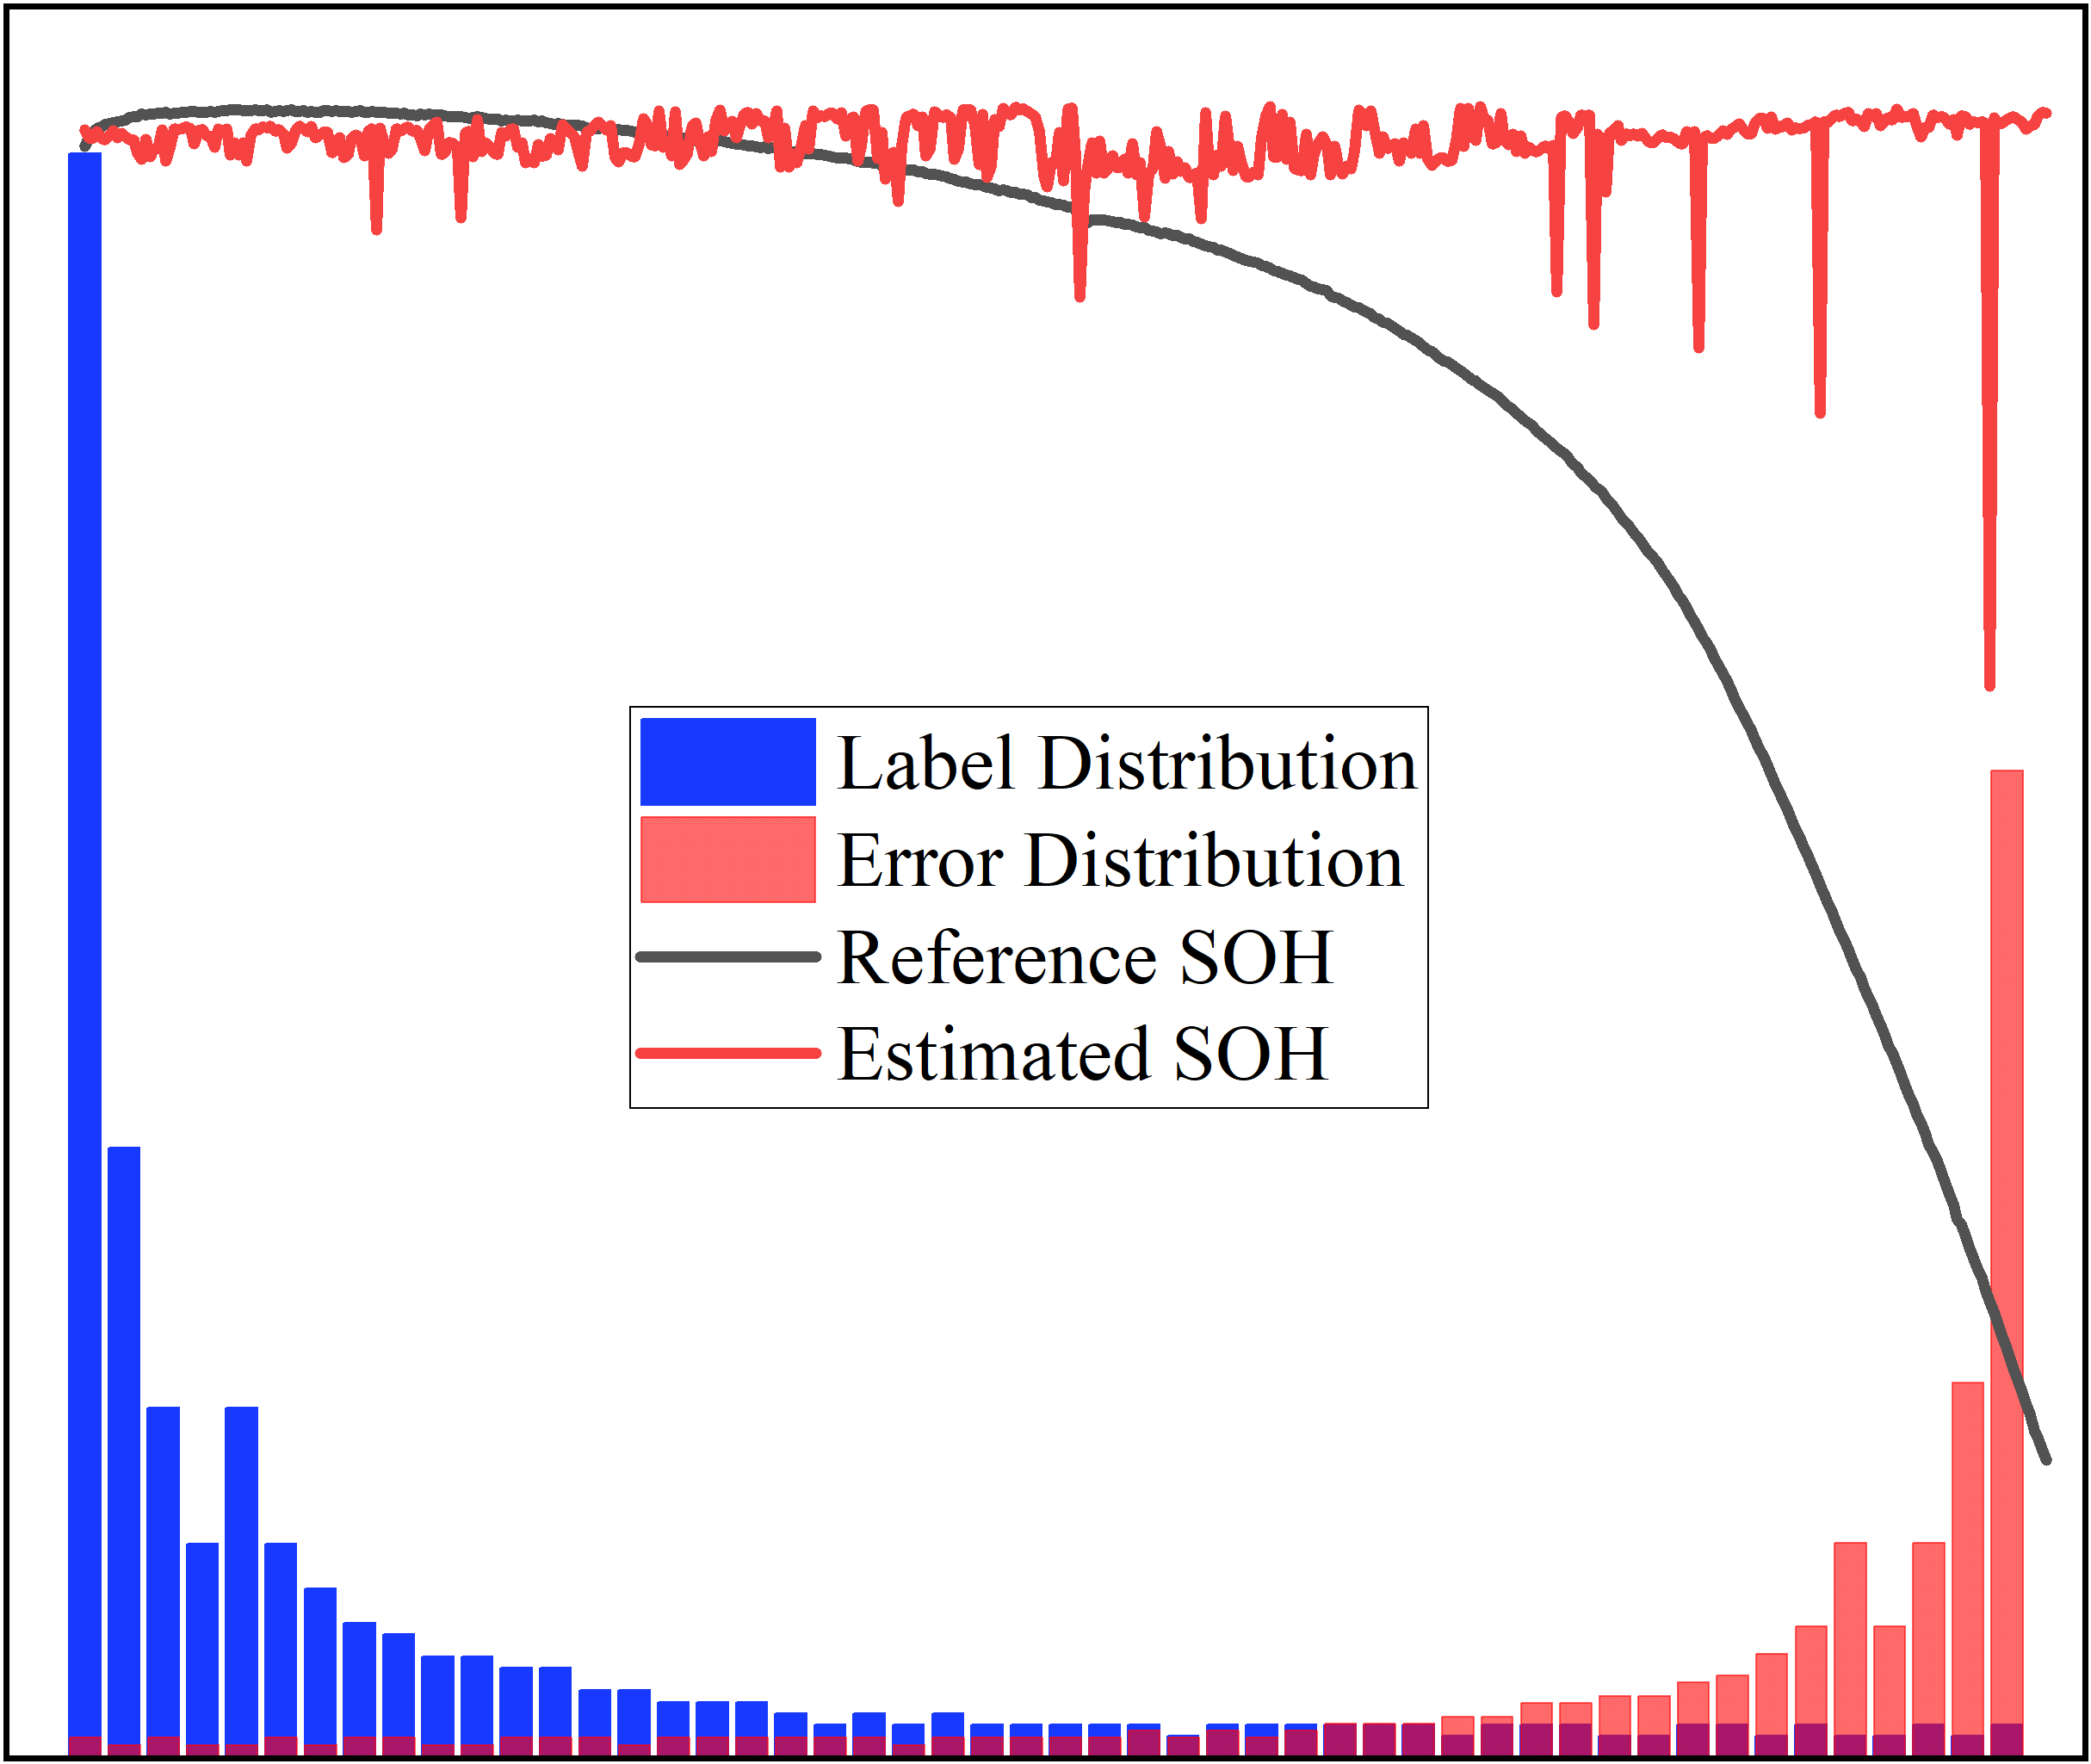 Label Distribution
Error Distribution
Reference SOH
Estimated SOH